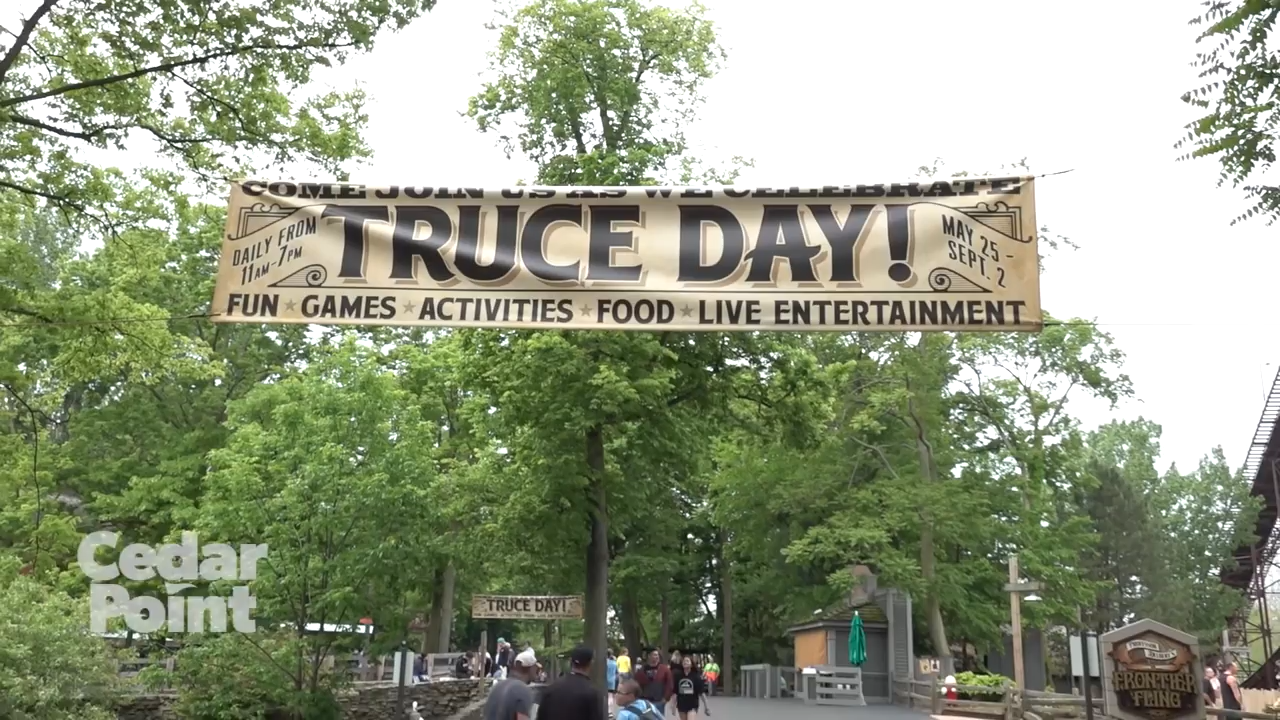 COME JOIN US AS WE CELEBRATE
TRUCE DAY!
DAILY FROM
11AM-7PM
MAY 25 -
SEPT. 2
FUN ★ GAMES ★ ACTIVITIES ★ FOOD ★ LIVE ENTERTAINMENT
Cedar
Point
TRUCE DAY!
FRONTIER
FLING